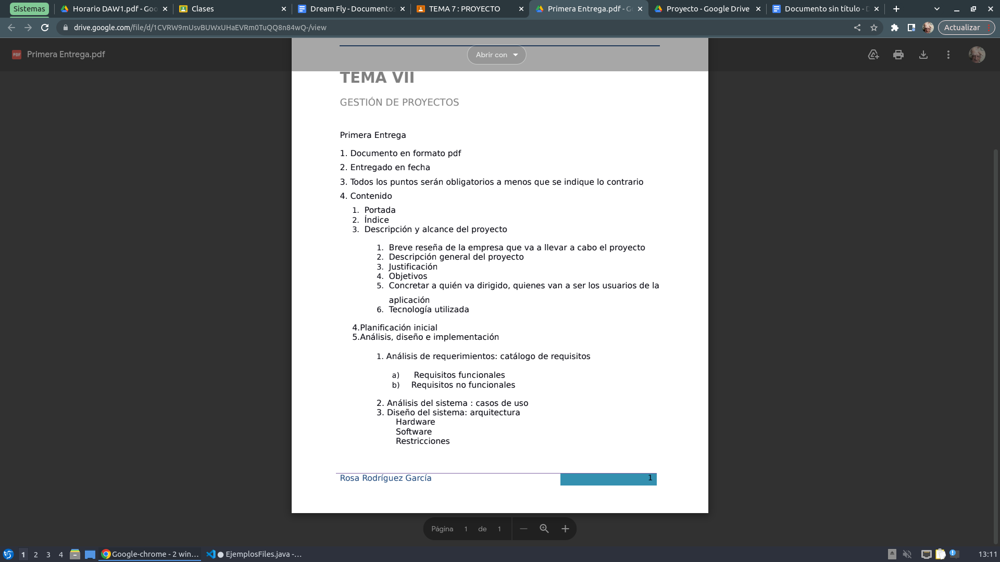 Sistemas
Horario DAW1.pdf - Goo
Clases
Dream Fly - Documentos
TEMA 7 : PROYECTO
Primera Entrega.pdf - G
Proyecto - Google Drive
Documento sin título - D
drive.google.com/file/d/1CVRW9mUsvBUWxUHaEVRm0TuQQ8n84wQ-/view
Actualizar
PDF Primera Entrega.pdf
Abrir con
TEMA VII
GESTIÓN DE PROYECTOS
Primera Entrega
1. Documento en formato pdf
2. Entregado en fecha
3. Todos los puntos serán obligatorios a menos que se indique lo contrario
4. Contenido
1. Portada
2. Índice
3. Descripción y alcance del proyecto
1. Breve reseña de la empresa que va a llevar a cabo el proyecto
2. Descripción general del proyecto
3. Justificación
4. Objetivos
5. Concretar a quién va dirigido, quienes van a ser los usuarios de la
aplicación
6. Tecnología utilizada
4.Planificación inicial
5.Análisis, diseño e implementación
1. Análisis de requerimientos: catálogo de requisitos
a) Requisitos funcionales
b) Requisitos no funcionales
2. Análisis del sistema : casos de uso
3. Diseño del sistema: arquitectura
Hardware
Software
Restricciones
Rosa Rodríguez García 1
Página 1 de 1
1 2 3 4 Google-chrome - 2 win... ● EjemplosFiles.java -... 13:11